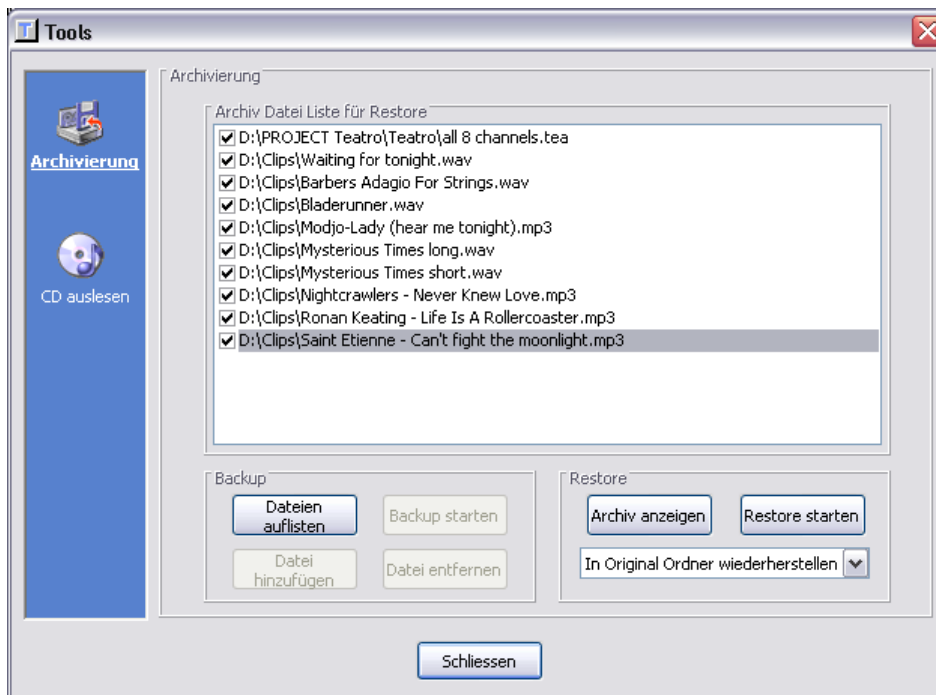 Tools
Archivierung
CD auslesen
Archivierung
Archiv Datei Liste für Restore
D:\PROJECT Teatro\Teatro\all 8 channels.tea
D:\Clips\Waiting for tonight.wav
D:\Clips\Barbers Adagio For Strings.wav
D:\Clips\Bladerunner.wav
D:\Clips\Modjo-Lady (hear me tonight).mp3
D:\Clips\Mysterious Times long.wav
D:\Clips\Mysterious Times short.wav
D:\Clips\Nightcrawlers - Never Knew Love.mp3
D:\Clips\Ronan Keating - Life Is A Rollercoaster.mp3
D:\Clips\Saint Etienne - Can't fight the moonlight.mp3
Backup
Dateien
auflisten
Backup starten
Datei
hinzufügen
Datei entfernen
Restore
Archiv anzeigen
Restore starten
In Original Ordner wiederherstellen
Schliessen